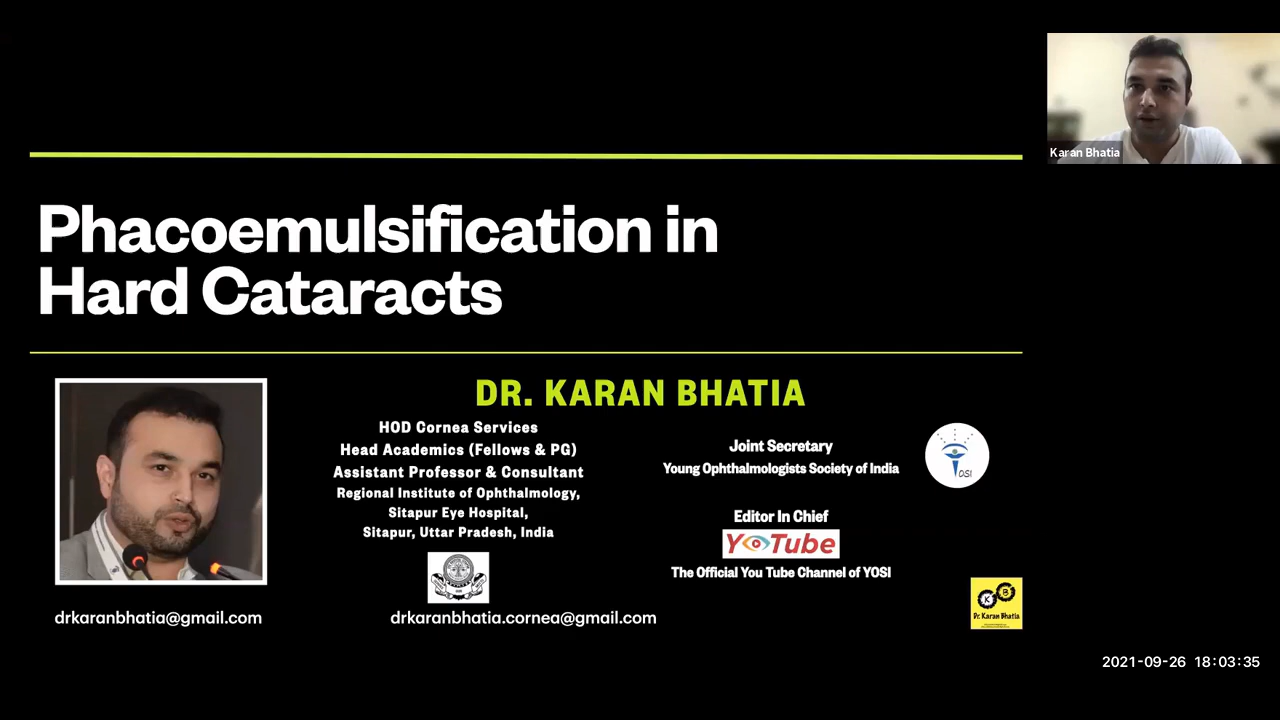 Karan Bhatia
Phacoemulsification in
Hard Cataracts
DR. KARAN BHATIA
HOD Cornea Services
Head Academics (Fellows & PG)
Assistant Professor & Consultant
Regional Institute of Ophthalmology,
Sitapur Eye Hospital,
Sitapur, Uttar Pradesh, India
Joint Secretary
Young Ophthalmologists Society of India
YOSI
Editor In Chief
YoTube
The Official You Tube Channel of YOSI
K B
Dr. Karan Bhatia
drkaranbhatia@gmail.com
drkaranbhatia.cornea@gmail.com
2021-09-26 18:03:35